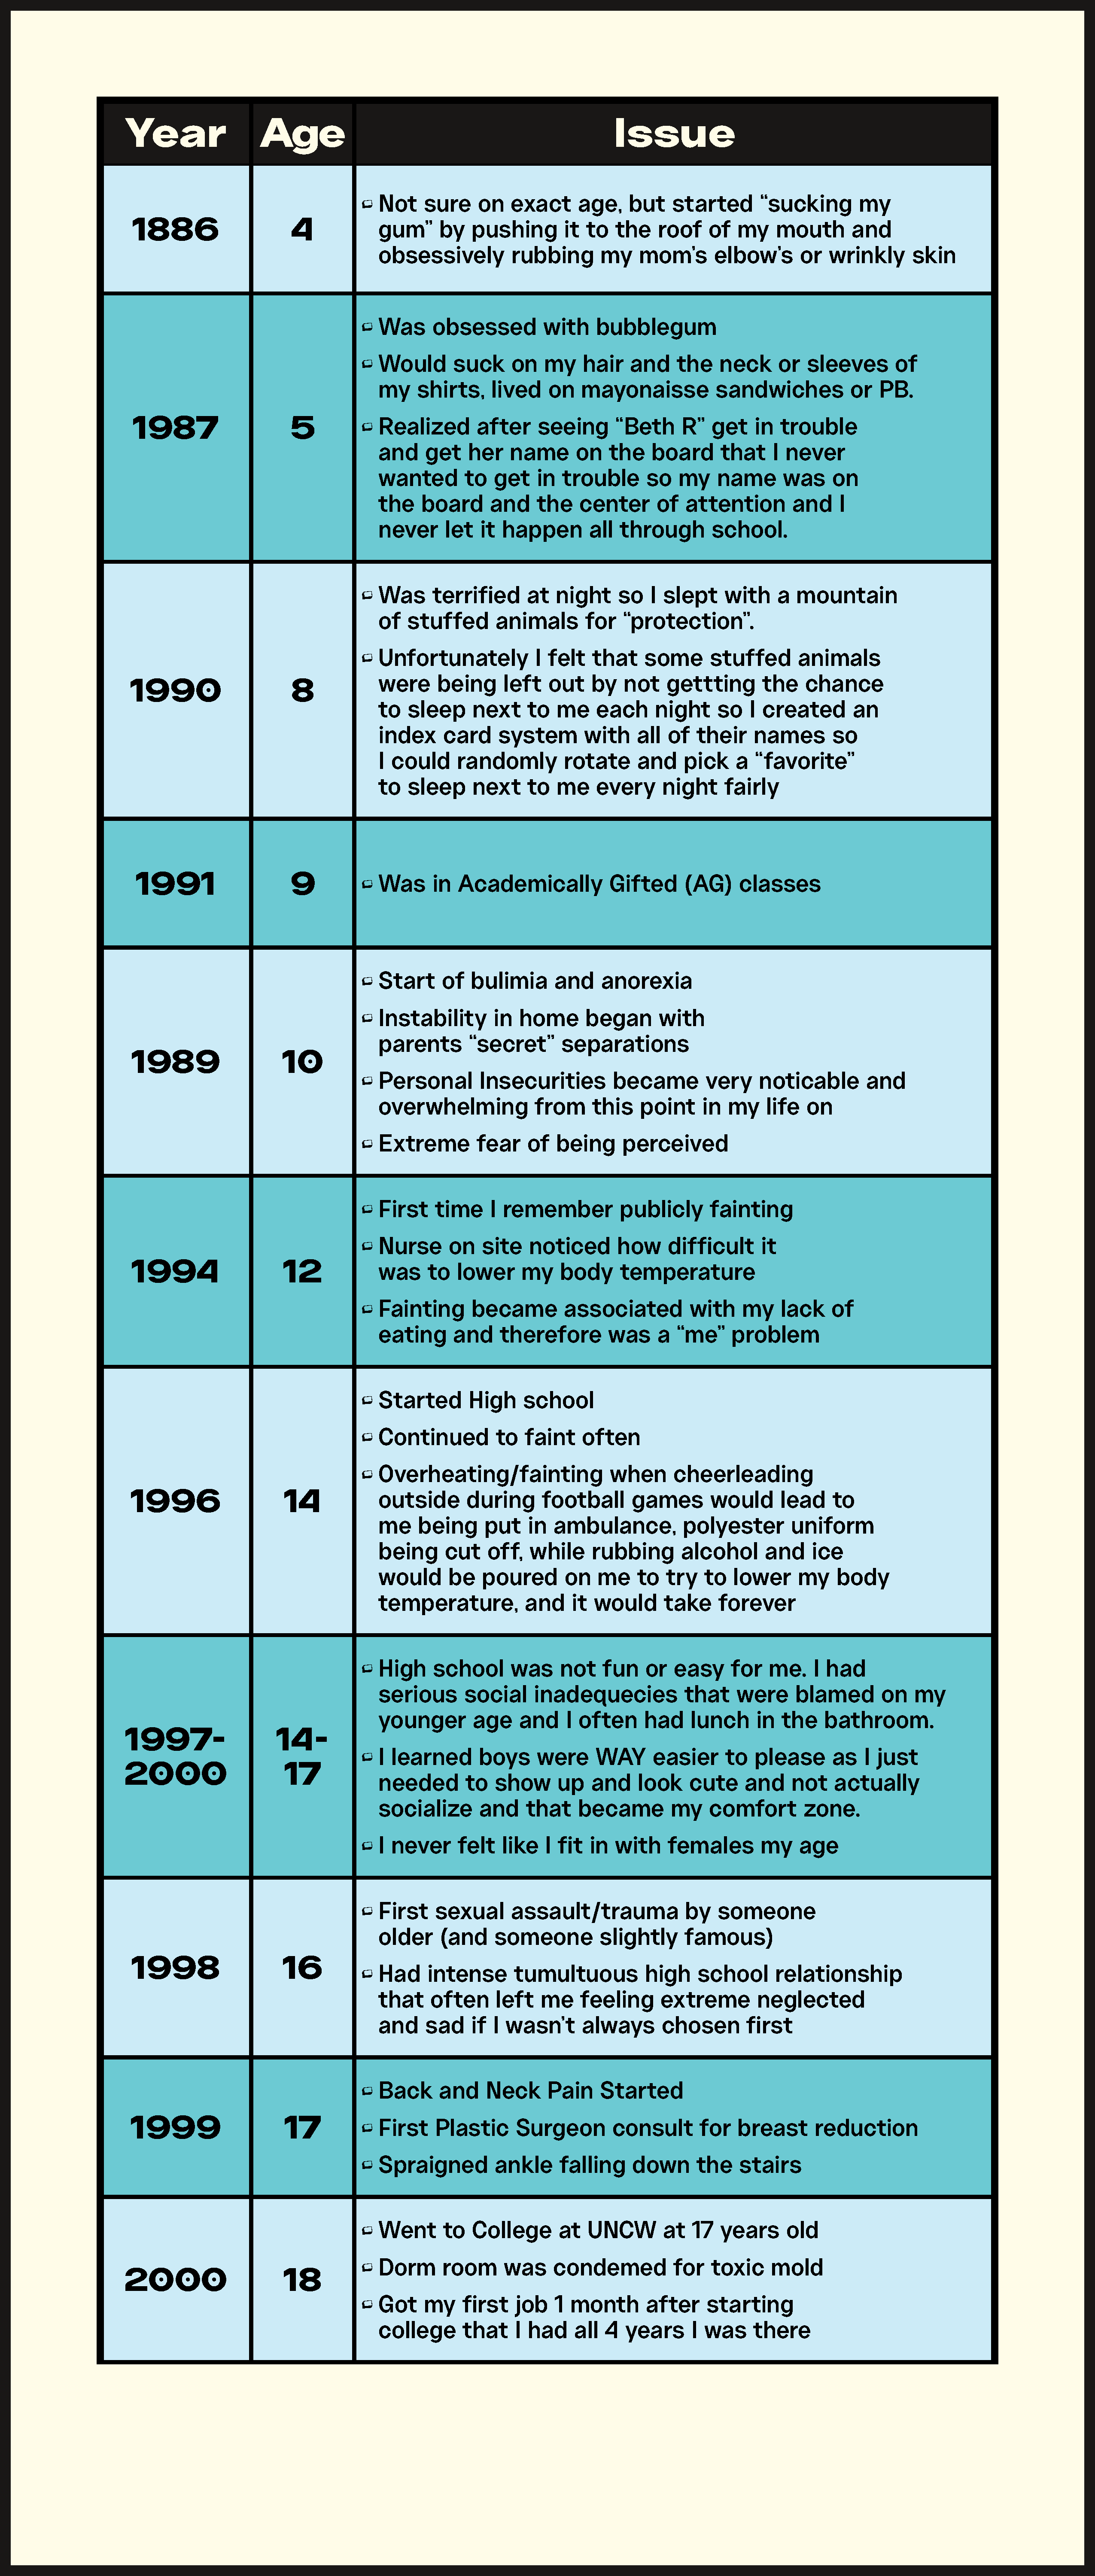 Year Age Issue
1886 4
Not sure on exact age, but started “sucking my
gum” by pushing it to the roof of my mouth and
obsessively rubbing my mom's elbow's or wrinkly skin
1987 5
Was obsessed with bubblegum
Would suck on my hair and the neck or sleeves of
my shirts, lived on mayonaisse sandwiches or PB.
Realized after seeing “Beth R” get in trouble
and get her name on the board that I never
wanted to get in trouble so my name was on
the board and the center of attention and I
never let it happen all through school.
1990 8
Was terrified at night so I slept with a mountain
of stuffed animals for “protection”.
Unfortunately I felt that some stuffed animals
were being left out by not gettting the chance
to sleep next to me each night so I created an
index card system with all of their names so
I could randomly rotate and pick a “favorite”
to sleep next to me every night fairly
1991 9
Was in Academically Gifted (AG) classes
1989 10
Start of bulimia and anorexia
Instability in home began with
parents “secret” separations
Personal Insecurities became very noticable and
overwhelming from this point in my life on
Extreme fear of being perceived
1994 12
First time I remember publicly fainting
Nurse on site noticed how difficult it
was to lower my body temperature
Fainting became associated with my lack of
eating and therefore was a “me” problem
1996 14
Started High school
Continued to faint often
Overheating/fainting when cheerleading
outside during football games would lead to
me being put in ambulance, polyester uniform
being cut off, while rubbing alcohol and ice
would be poured on me to try to lower my body
temperature, and it would take forever
1997- 14-
2000 17
High school was not fun or easy for me. I had
serious social inadequecies that were blamed on my
younger age and I often had lunch in the bathroom.
I learned boys were WAY easier to please as I just
needed to show up and look cute and not actually
socialize and that became my comfort zone.
I never felt like I fit in with females my age
1998 16
First sexual assault/trauma by someone
older (and someone slightly famous)
Had intense tumultuous high school relationship
that often left me feeling extreme neglected
and sad if I wasn't always chosen first
1999 17
Back and Neck Pain Started
First Plastic Surgeon consult for breast reduction
Spraigned ankle falling down the stairs
2000 18
Went to College at UNCW at 17 years old
Dorm room was condemed for toxic mold
Got my first job 1 month after starting
college that I had all 4 years I was there